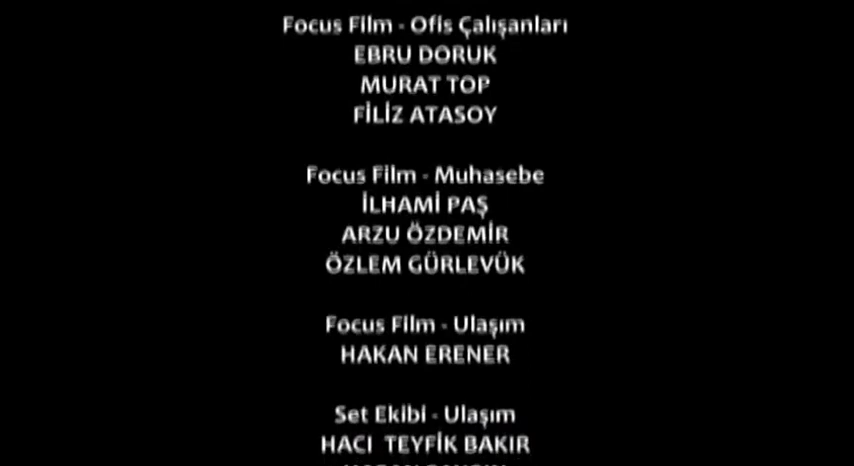 Focus Film - Ofis Çalışanları
EBRU DORUK
MURAT TOP
FİLİZ ATASOY
Focus Film - Muhasebe
İLHAMİ PAŞ
ARZU ÖZDEMİR
ÖZLEM GÜRLEVÜK
Focus Film - Ulaşım
HAKAN ERENER
Set Ekibi - Ulaşım
HACI TEYFİK BAKIR